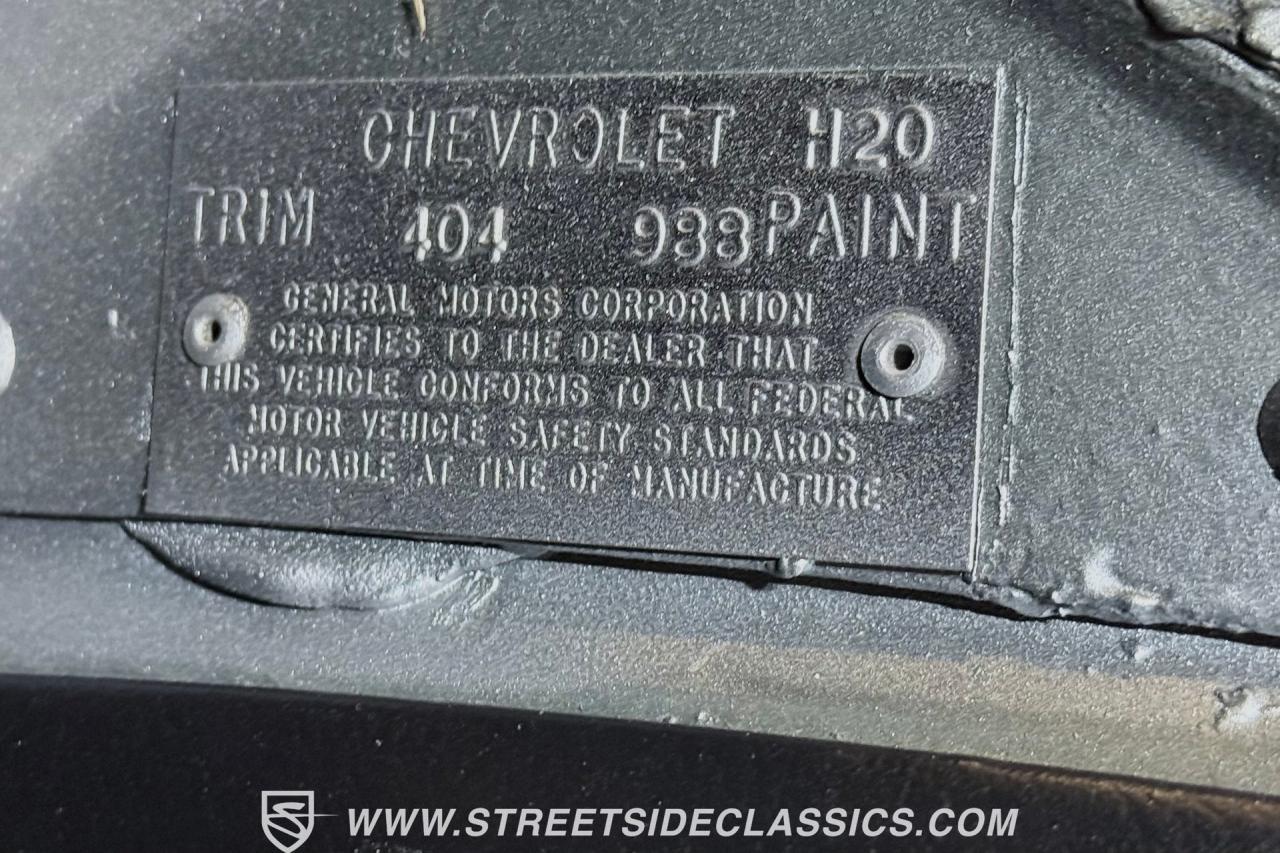 CHEVROLET H20
TRIM 404 988 PAINT
GENERAL MOTORS CORPORATION
CERTIFIES TO THE DEALER THAT
THIS VEHICLE CONFORMS TO ALL FEDERAL
MOTOR VEHICLE SAFETY STANDARDS
APPLICABLE AT TIME OF MANUFACTURE
WWW.STREETSIDECLASSICS.COM